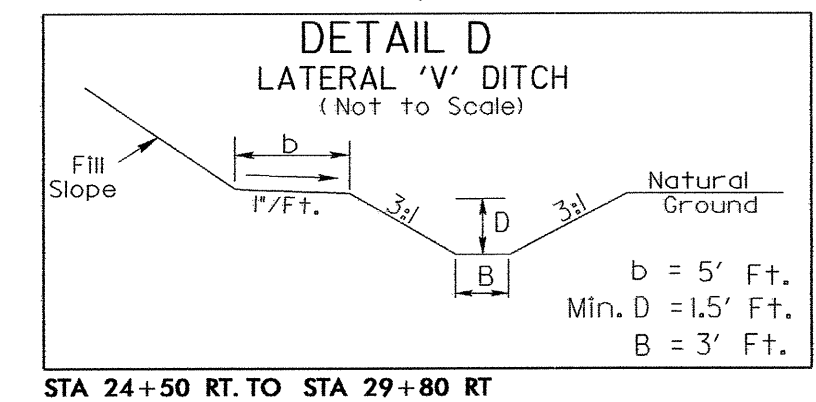 DETAIL D
LATERAL 'V' DITCH
(Not to Scale)
b
Fill
Slope
1"/Ft.
3:1
D
3:1
Natural
Ground
B
b = 5' Ft.
Min. D = 1.5' Ft.
B = 3' Ft.
STA 24+50 RT. TO STA 29+80 RT